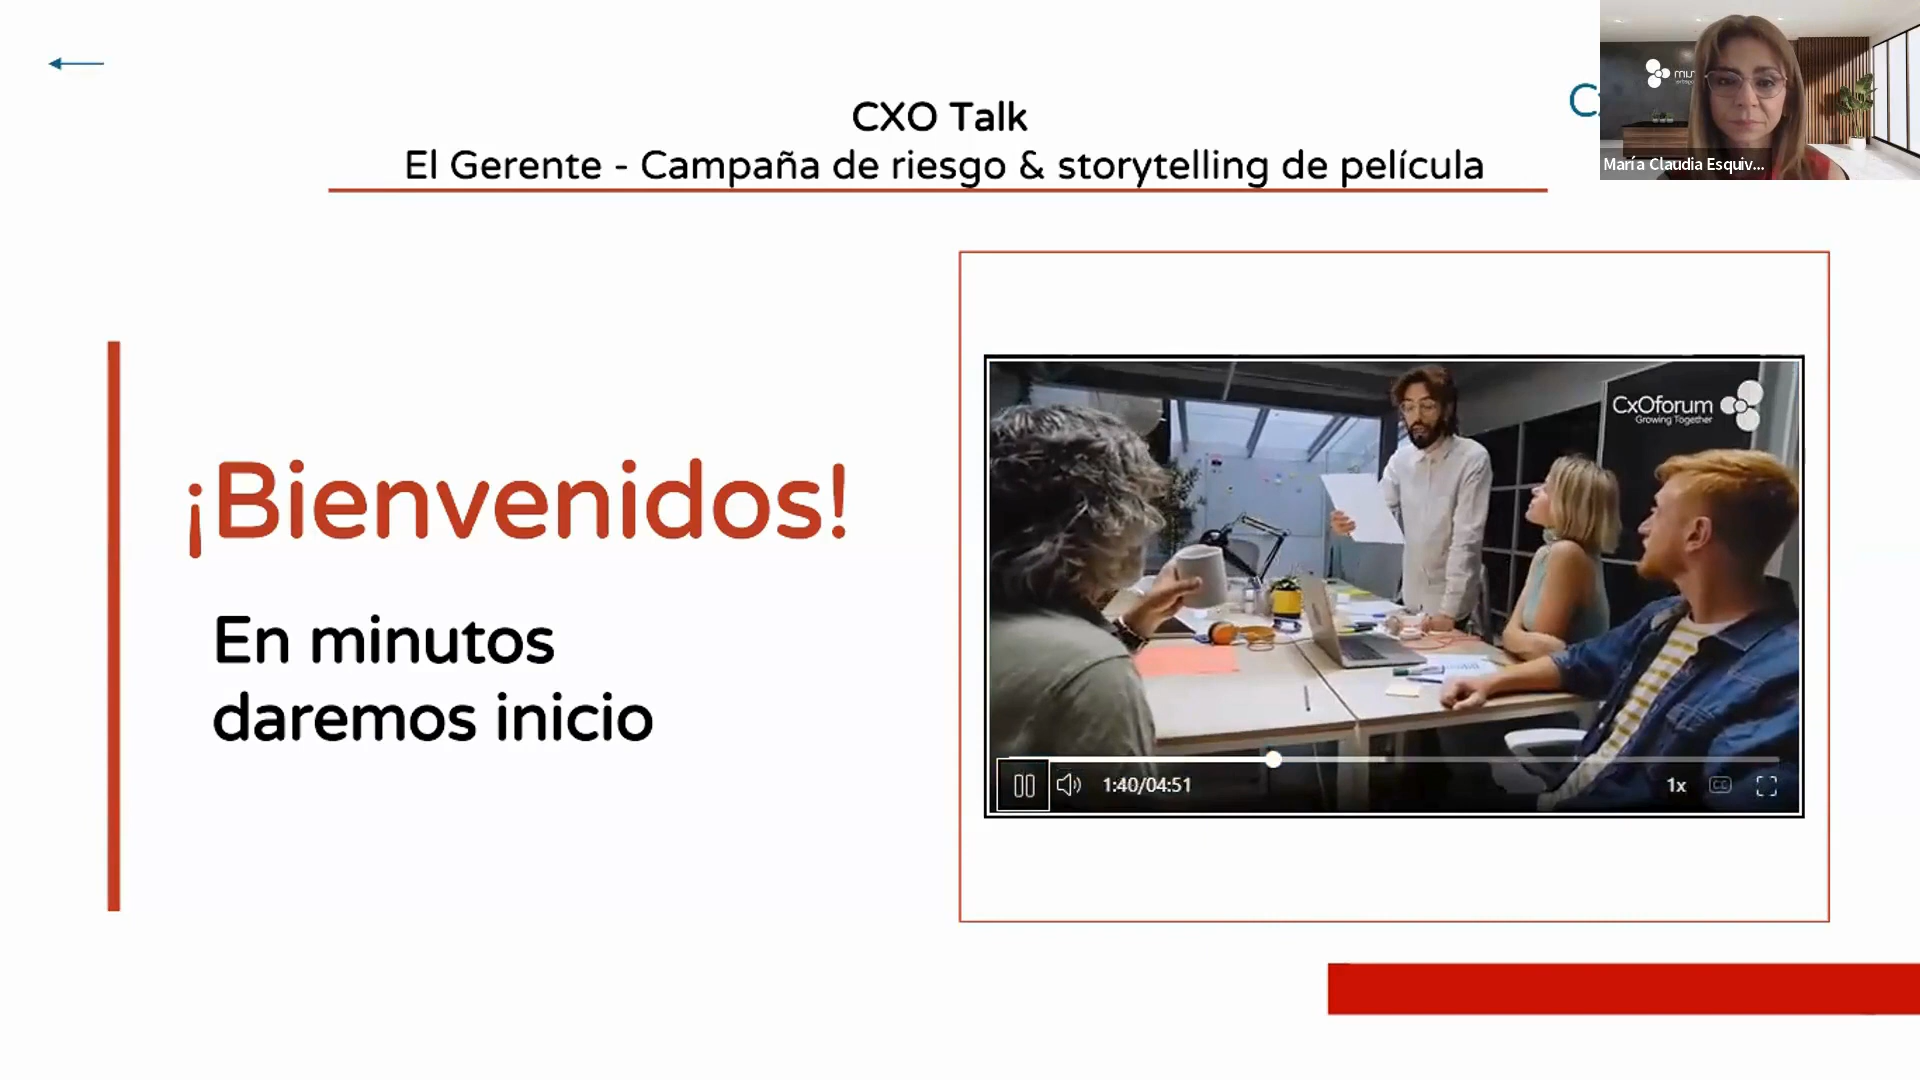 CXO Talk
El Gerente - Campaña de riesgo & storytelling de película
María Claudia Esquiv...
¡Bienvenidos!
En minutos
daremos inicio
CxOforum
Growing Together
1:40/04:51
1x
CC